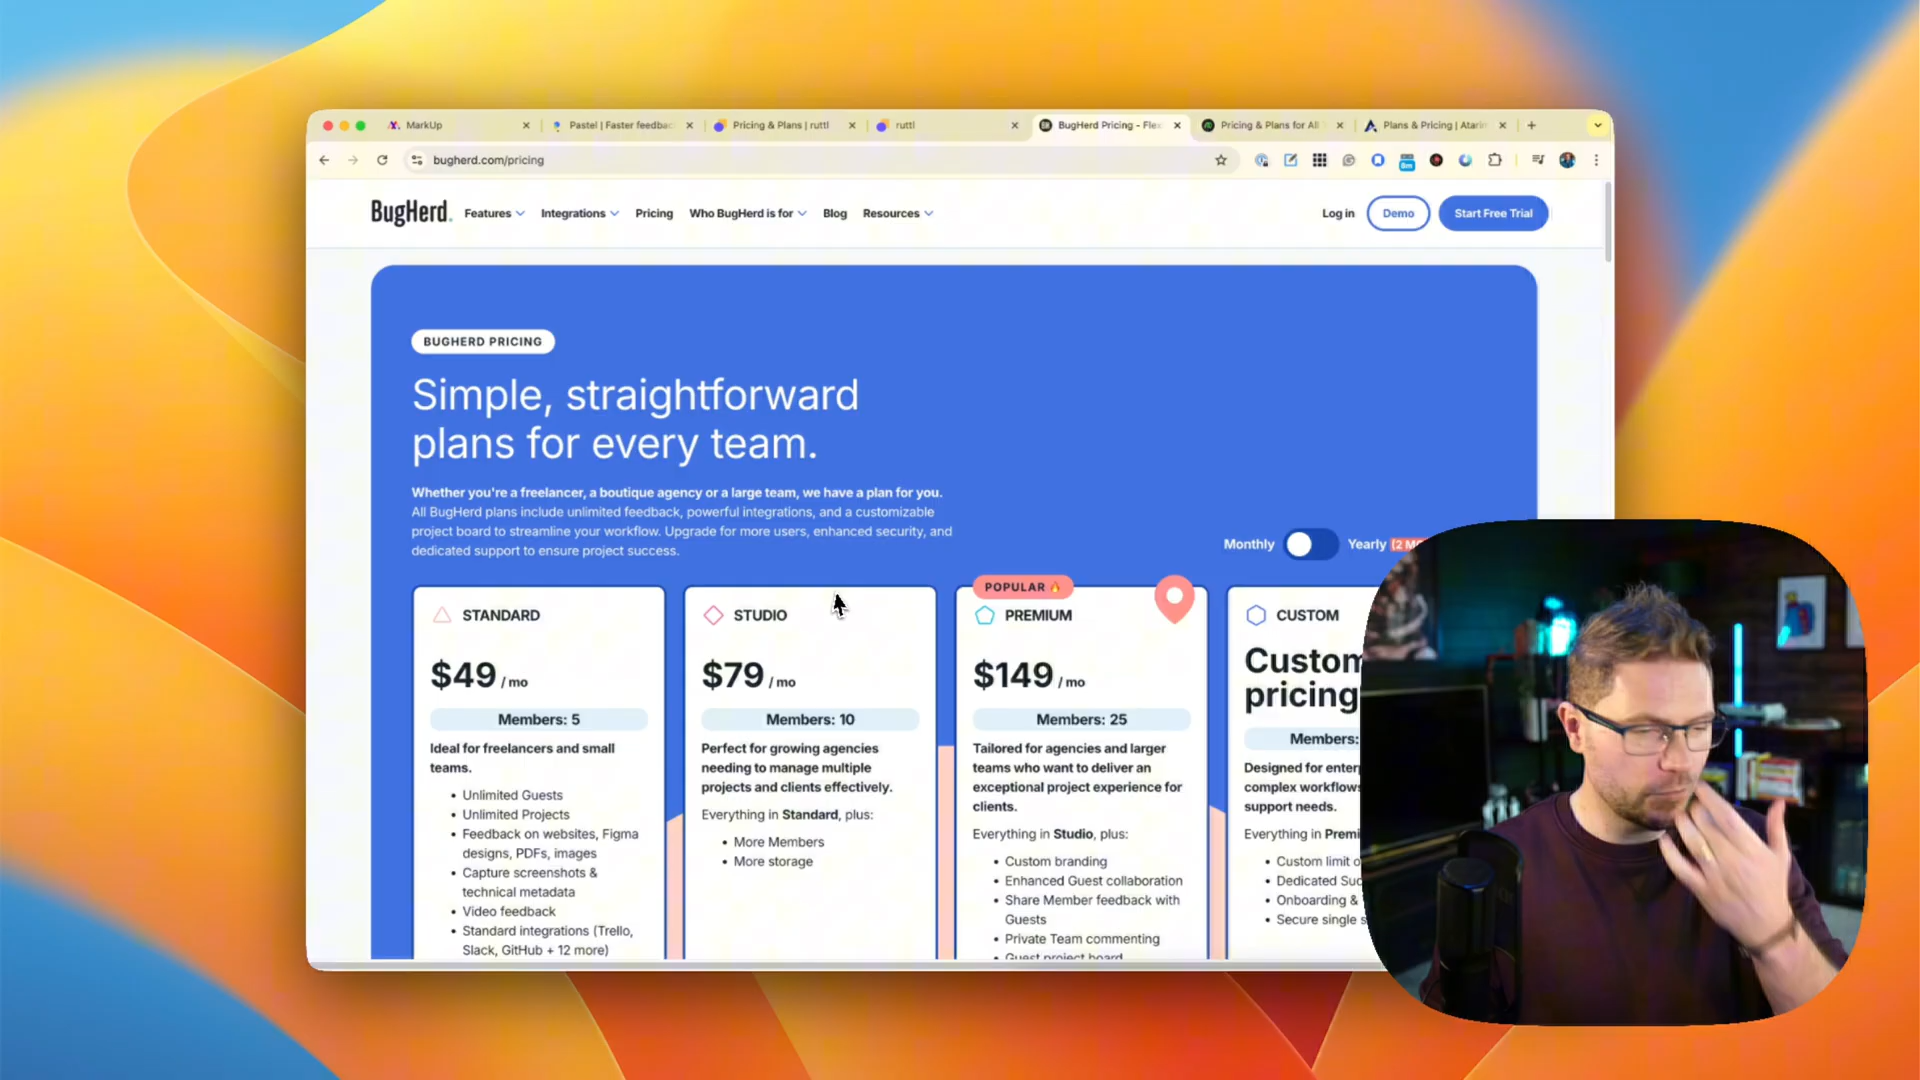 MarkUp
Pastel | Faster feedbac
Pricing & Plans | ruttl
ruttl
BugHerd Pricing - Flex
Pricing & Plans for All
Plans & Pricing | Atarim
bugherd.com/pricing
8m
BugHerd.
Features
Integrations
Pricing
Who BugHerd is for
Blog
Resources
Log in
Demo
Start Free Trial
BUGHERD PRICING
Simple, straightforward
plans for every team.
Whether you're a freelancer, a boutique agency or a large team, we have a plan for you.
All BugHerd plans include unlimited feedback, powerful integrations, and a customizable
project board to streamline your workflow. Upgrade for more users, enhanced security, and
dedicated support to ensure project success.
Monthly
Yearly
STANDARD
$49 / mo
Members: 5
Ideal for freelancers and small
teams.
• Unlimited Guests
• Unlimited Projects
• Feedback on websites, Figma
designs, PDFs, images
• Capture screenshots &
technical metadata
• Video feedback
• Standard integrations (Trello,
Slack, GitHub + 12 more)
STUDIO
$79 / mo
Members: 10
Perfect for growing agencies
needing to manage multiple
projects and clients effectively.
Everything in Standard, plus:
• More Members
• More storage
POPULAR
PREMIUM
$149 / mo
Members: 25
Tailored for agencies and larger
teams who want to deliver an
exceptional project experience for
clients.
Everything in Studio, plus:
• Custom branding
• Enhanced Guest collaboration
• Share Member feedback with
Guests
• Private Team commenting
• Guest project board
CUSTOM
Custom
pricing
Members:
Designed for enter
complex workflows
support needs.
Everything in Premi
• Custom limit o
• Dedicated Suc
• Onboarding &
• Secure single s